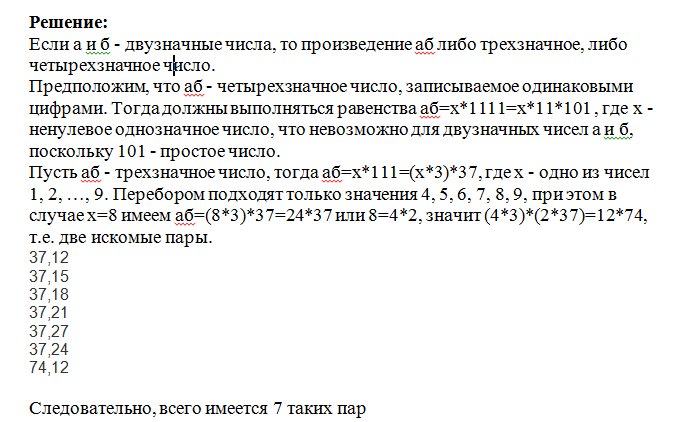 Решение:
Если а и б - двузначные числа, то произведение аб либо трехзначное, либо
четырехзначное число.
Предположим, что аб - четырехзначное число, записываемое одинаковыми
цифрами. Тогда должны выполняться равенства аб=х*1111=х*11*101 , где х -
ненулевое однозначное число, что невозможно для двузначных чисел а и б,
поскольку 101 - простое число.
Пусть аб - трехзначное число, тогда аб=х*111=(х*3)*37, где х - одно из чисел
1, 2, …, 9. Перебором подходят только значения 4, 5, 6, 7, 8, 9, при этом в
случае х=8 имеем аб=(8*3)*37=24*37 или 8=4*2, значит (4*3)*(2*37)=12*74,
т.е. две искомые пары.
37,12
37,15
37,18
37,21
37,27
37,24
74,12
Следовательно, всего имеется 7 таких пар